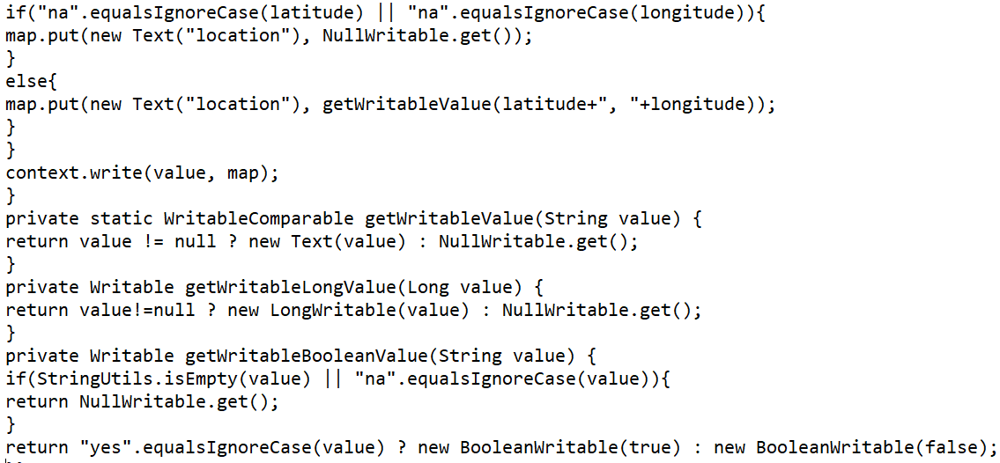 if("na".equalsIgnoreCase(latitude) || "na".equalsIgnoreCase(longitude)){
map.put(new Text("location"), NullWritable.get());
}
else{
map.put(new Text("location"), getWritableValue(latitude+", "+longitude));
}
}
context.write(value, map);
}
private static WritableComparable getWritableValue(String value) {
return value != null ? new Text(value) : NullWritable.get();
}
private Writable getWritableLongValue(Long value) {
return value!=null ? new LongWritable(value) : NullWritable.get();
}
private Writable getWritableBooleanValue(String value) {
if(StringUtils.isEmpty(value) || "na".equalsIgnoreCase(value)){
return NullWritable.get();
}
return "yes".equalsIgnoreCase(value) ? new BooleanWritable(true) : new BooleanWritable(false);